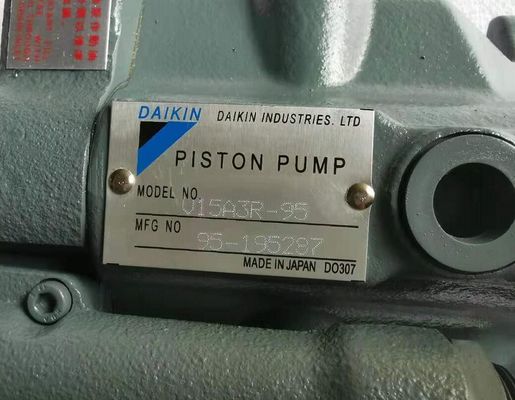 DAIKIN
DAIKIN INDUSTRIES. LTD
PISTON PUMP
MODEL NO
V15A3R-95
MFG NO
95-195287
MADE IN JAPAN DO307